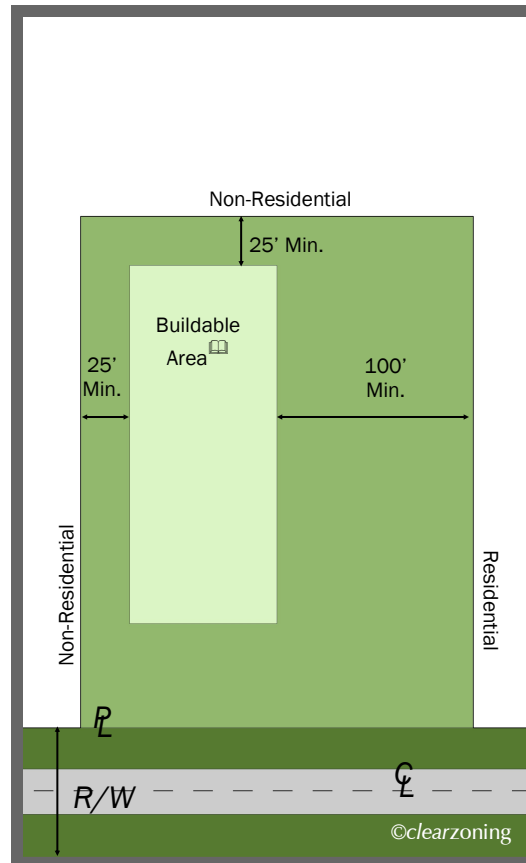 Non-Residential
25’ Min.
Buildable
Area
25’
Min.
100’
Min.
Non-Residential
Residential
PL
CL
R/W
©clearzoning